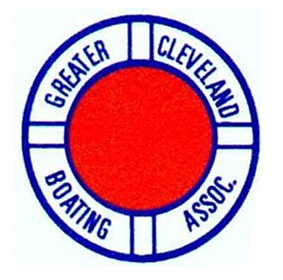 GREATER
CLEVELAND
BOATING
ASSOC.